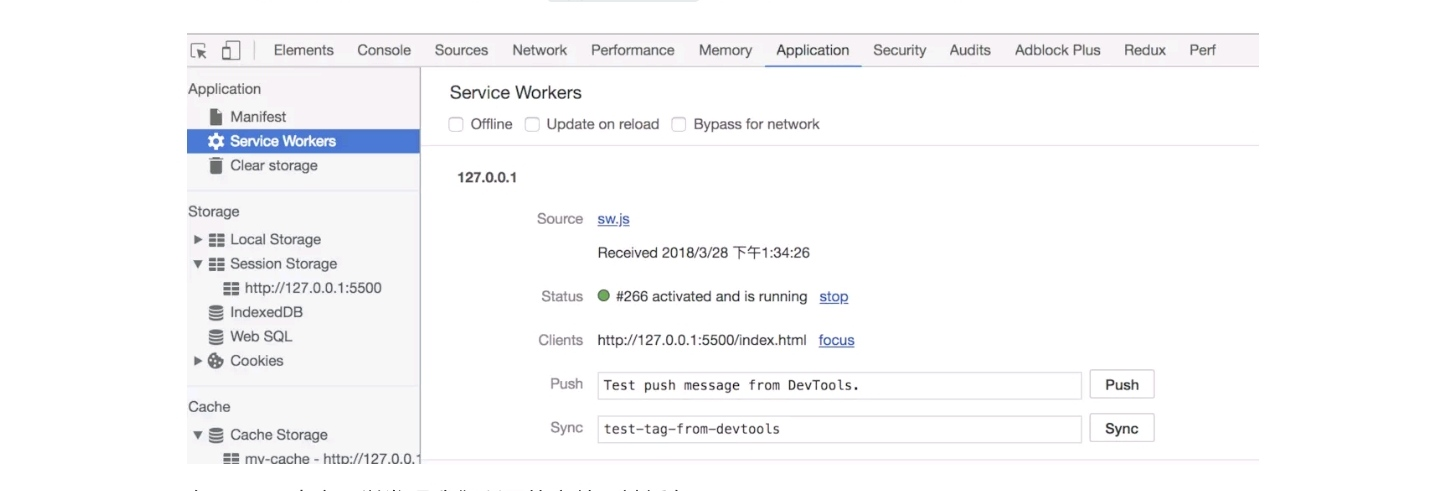 Elements Console Sources Network Performance Memory Application Security Audits Adblock Plus Redux Perf
Application
Manifest
Service Workers
Clear storage
Storage
Local Storage
Session Storage
http://127.0.0.1:5500
IndexedDB
Web SQL
Cookies
Cache
Cache Storage
my-cache - http://127.0.0.1
Service Workers
Offline Update on reload Bypass for network
127.0.0.1
Source sw.js
Received 2018/3/28 下午1:34:26
Status #266 activated and is running stop
Clients http://127.0.0.1:5500/index.html focus
Push Test push message from DevTools. Push
Sync test-tag-from-devtools Sync